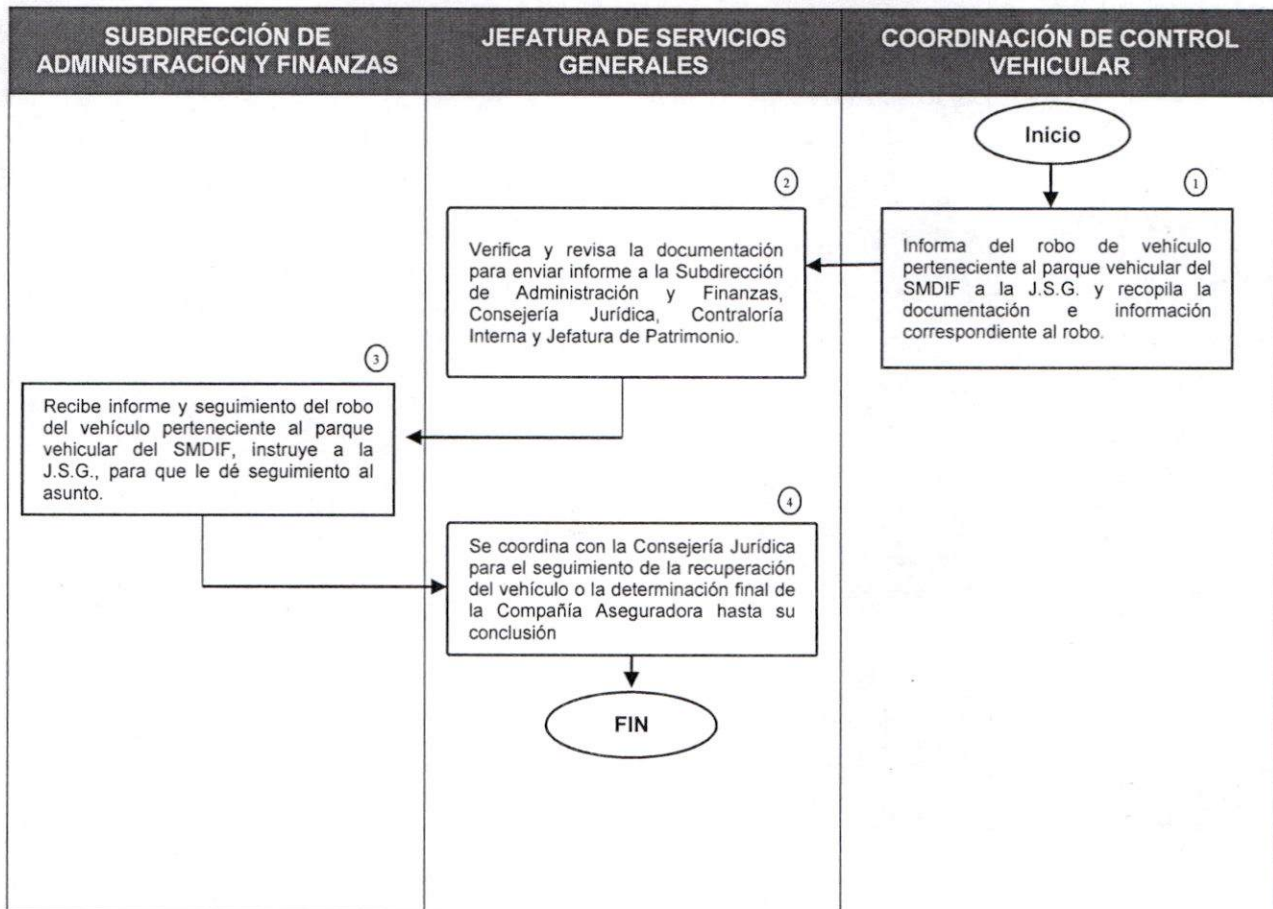 SUBDIRECCIÓN DE
ADMINISTRACIÓN Y FINANZAS
JEFATURA DE SERVICIOS
GENERALES
COORDINACIÓN DE CONTROL
VEHICULAR
Inicio
1
Informa del robo de vehículo
perteneciente al parque vehicular del
SMDIF a la J.S.G. y recopila la
documentación e información
correspondiente al robo.
2
Verifica y revisa la documentación
para enviar informe a la Subdirección
de Administración y Finanzas,
Consejería Jurídica, Contraloría
Interna y Jefatura de Patrimonio.
3
Recibe informe y seguimiento del robo
del vehículo perteneciente al parque
vehicular del SMDIF, instruye a la
J.S.G., para que le dé seguimiento al
asunto.
4
Se coordina con la Consejería Jurídica
para el seguimiento de la recuperación
del vehículo o la determinación final de
la Compañía Aseguradora hasta su
conclusión
FIN